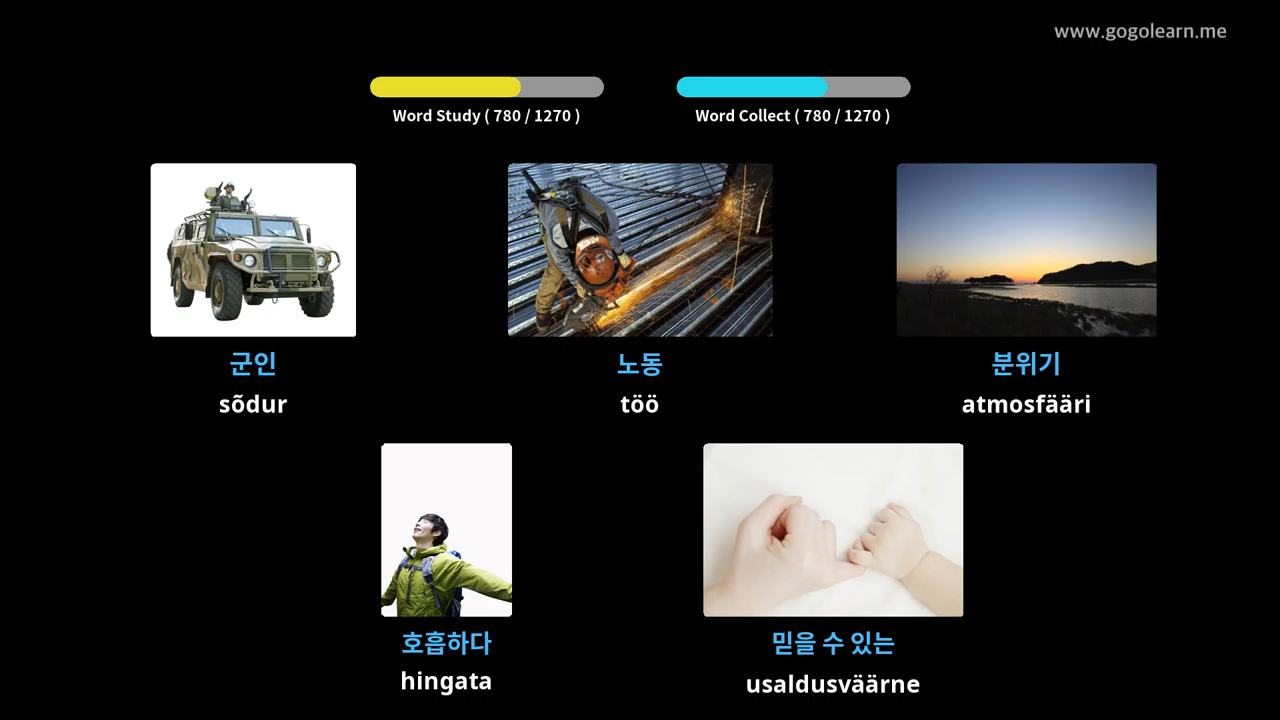 www.gogolearn.me
Word Study ( 780 / 1270 )
Word Collect ( 780 / 1270 )
군인
sõdur
노동
töö
분위기
atmosfääri
호흡하다
hingata
믿을 수 있는
usaldusväärne